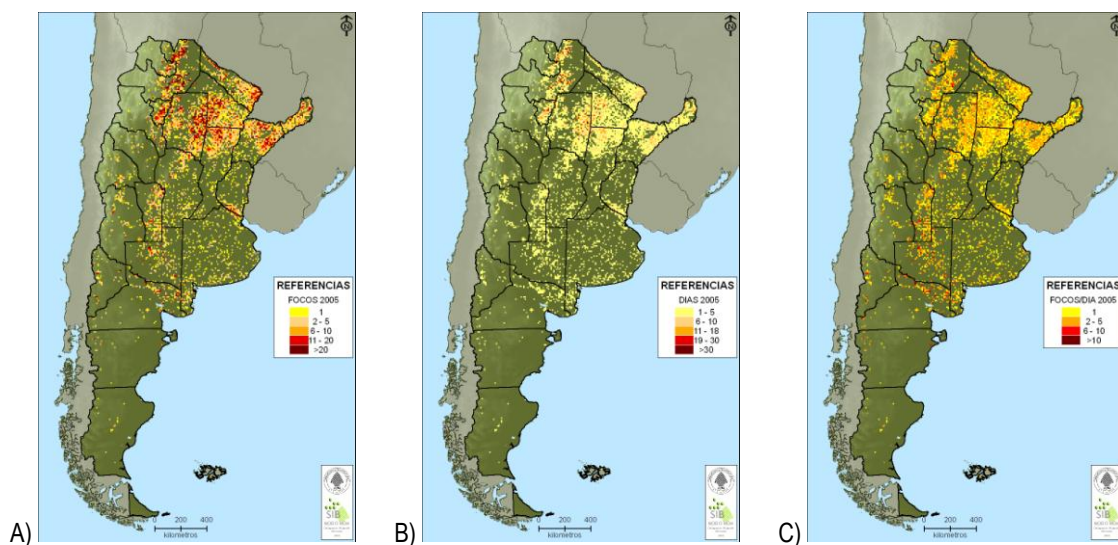 N
REFERENCIAS
FOCOS 2005
1
2 - 5
6 - 10
11 - 20
>20
SIB
0 200 400
kilometros
A)
N
REFERENCIAS
DIAS 2005
1 - 5
6 - 10
11 - 18
19 - 30
>30
SIB
0 200 400
kilometros
B)
N
REFERENCIAS
FOCOS/DIA 2005
1
2 - 5
6 - 10
>10
SIB
0 200 400
kilometros
C)